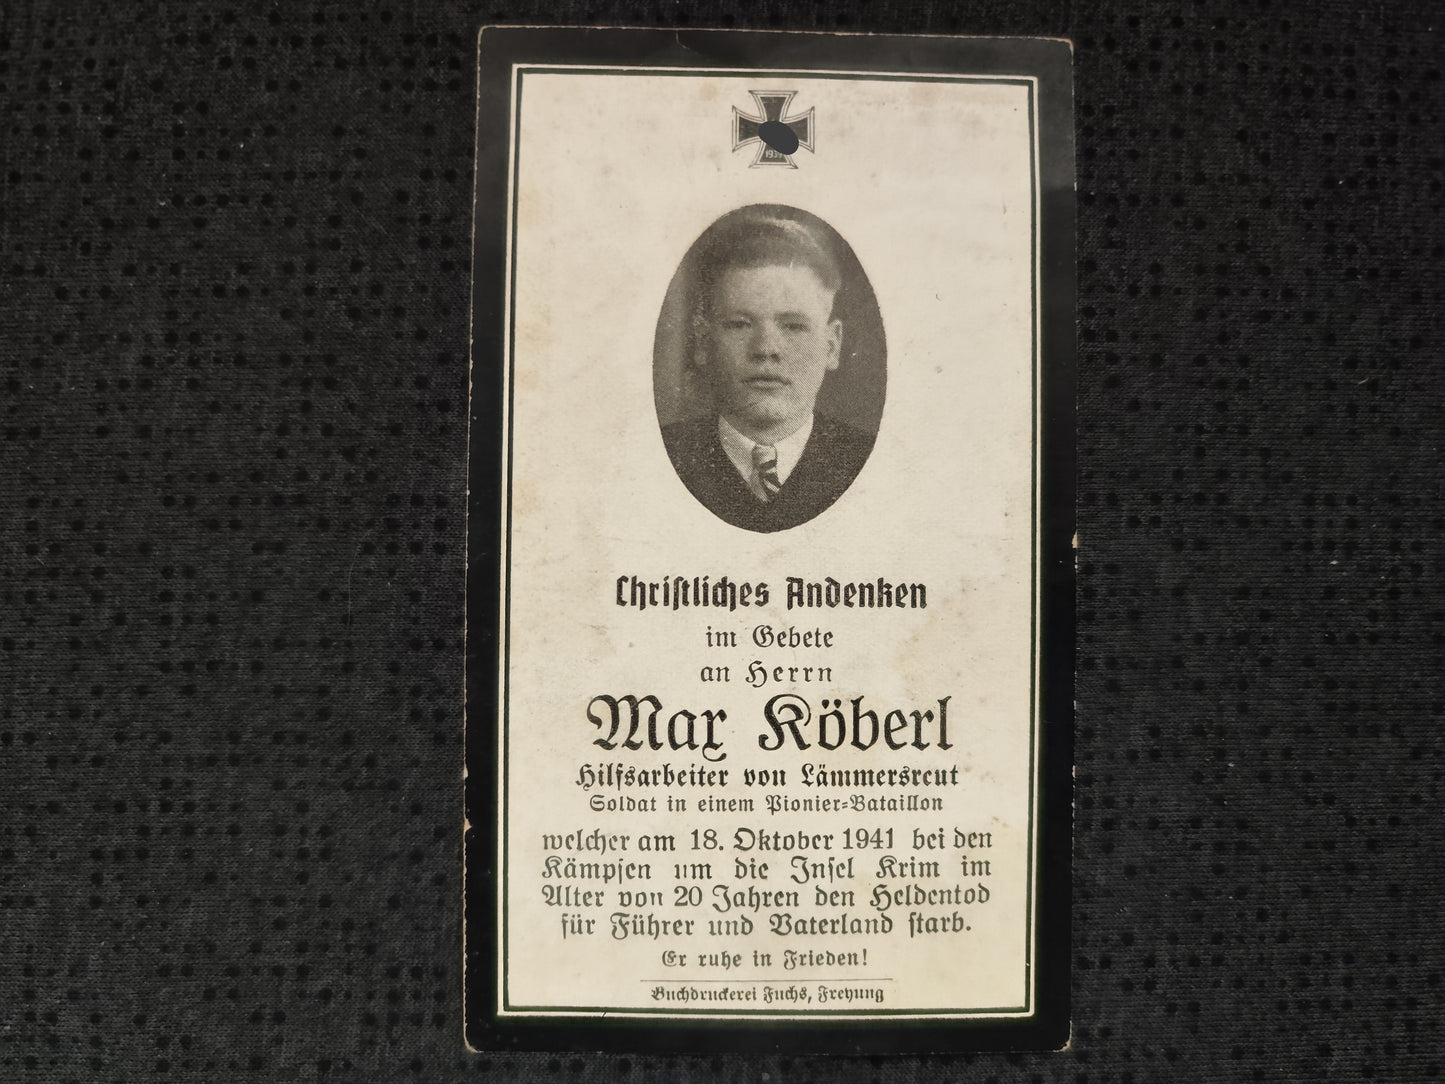 1939
Christliches Andenken
im Gebete
an Herrn
Max Köberl
Hilfsarbeiter von Lämmersreut
Soldat in einem Pionier-Bataillon
welcher am 18. Oktober 1941 bei den
Kämpfen um die Insel Krim im
Alter von 20 Jahren den Heldentod
für Führer und Vaterland starb.
Er ruhe in Frieden!
Buchdruckerei Fuchs, Freyung